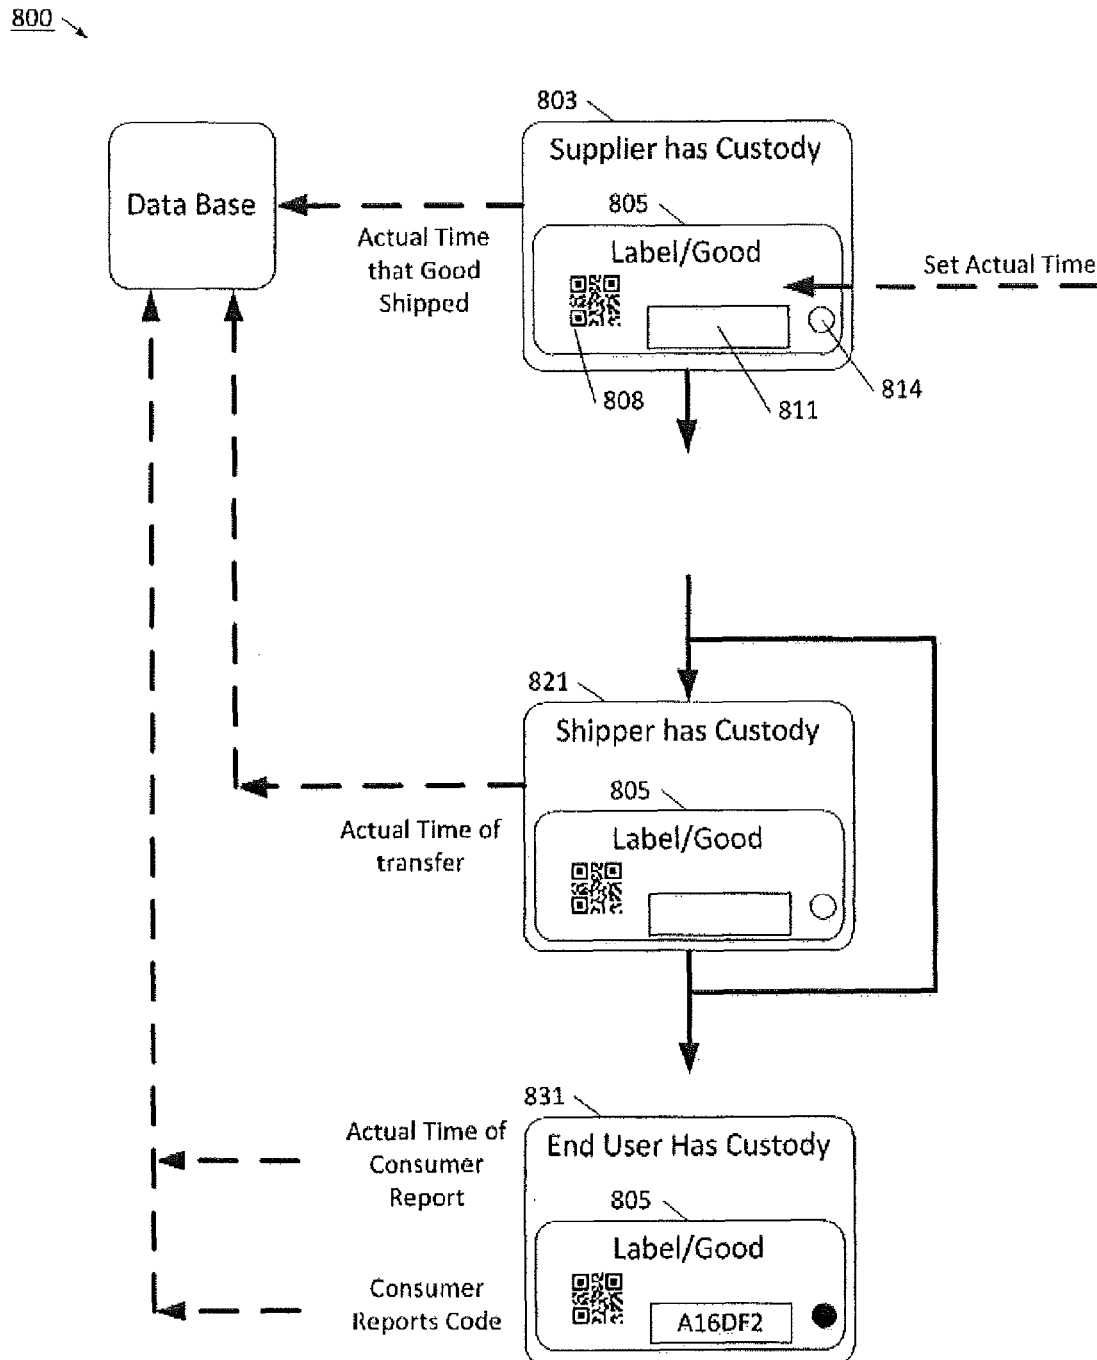 800
803
Supplier has Custody
Data Base
805
Label/Good
Actual Time
that Good
Shipped
Set Actual Time
808
811
814
821
Shipper has Custody
805
Label/Good
Actual Time of
transfer
831
End User Has Custody
Actual Time of
Consumer
Report
805
Label/Good
Consumer
Reports Code
A16DF2